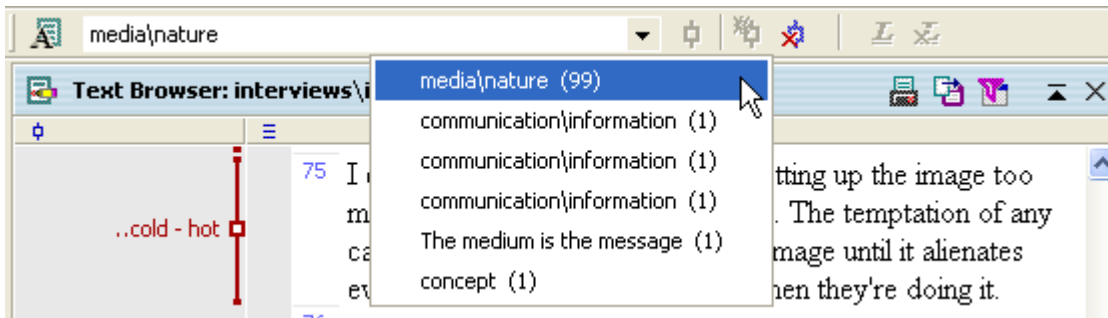 media\nature
Text Browser: interviews\i
media\nature (99)
communication\information (1)
communication\information (1)
communication\information (1)
The medium is the message (1)
concept (1)
..cold - hot
75 I
tting up the image too
m
. The temptation of any
ca
mage until it alienates
ev
hen they're doing it.